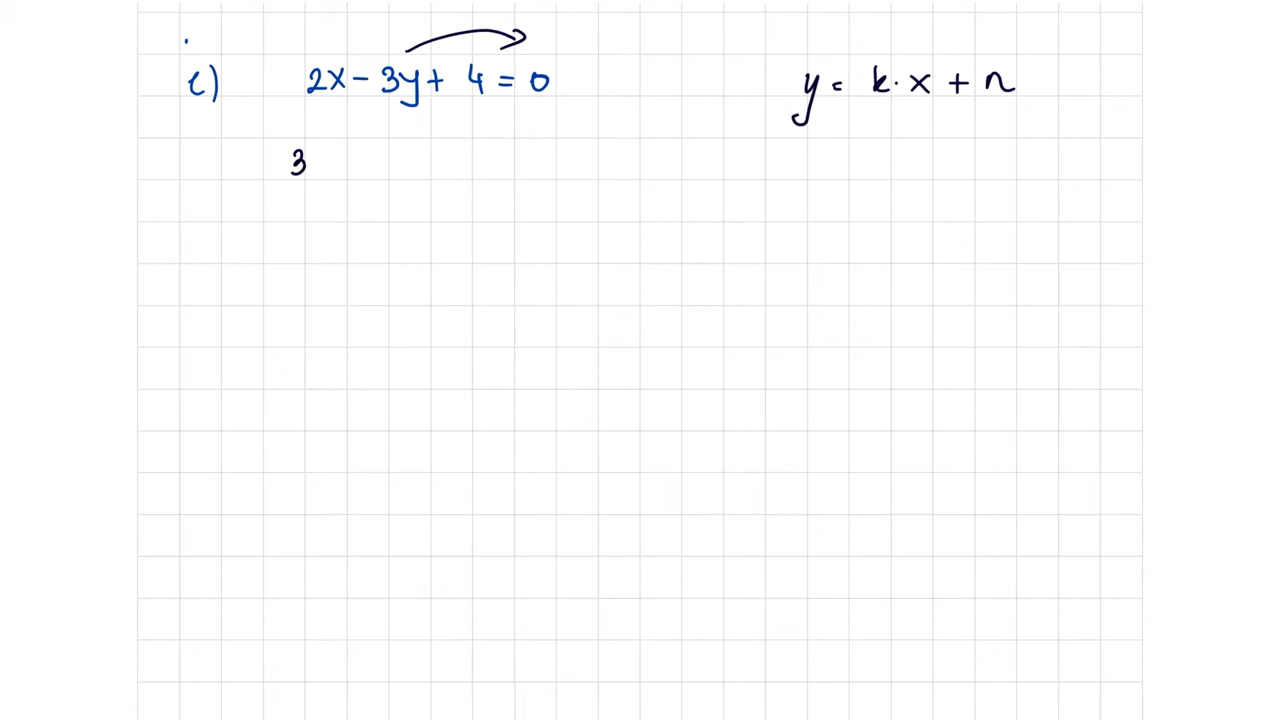 c) 2x - 3y + 4 = 0
y = k · x + n
3